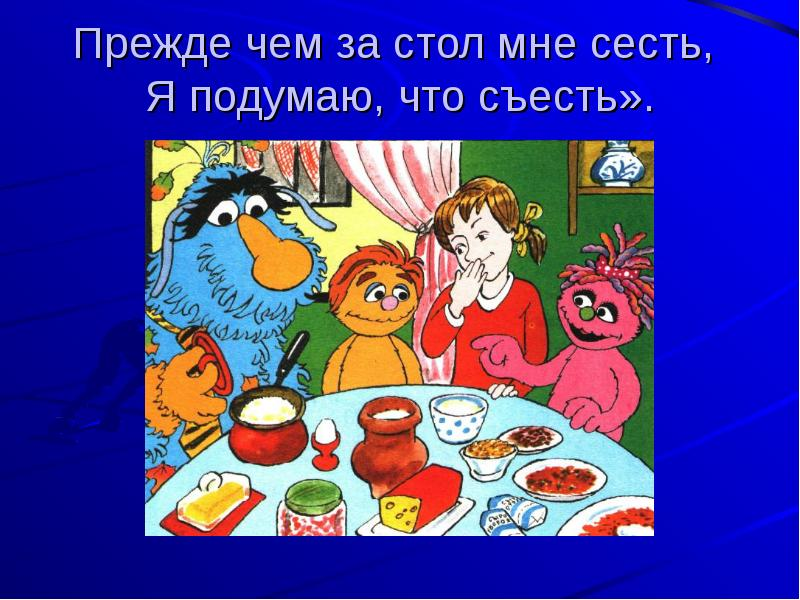 Прежде чем за стол мне сесть,
Я подумаю, что съесть».